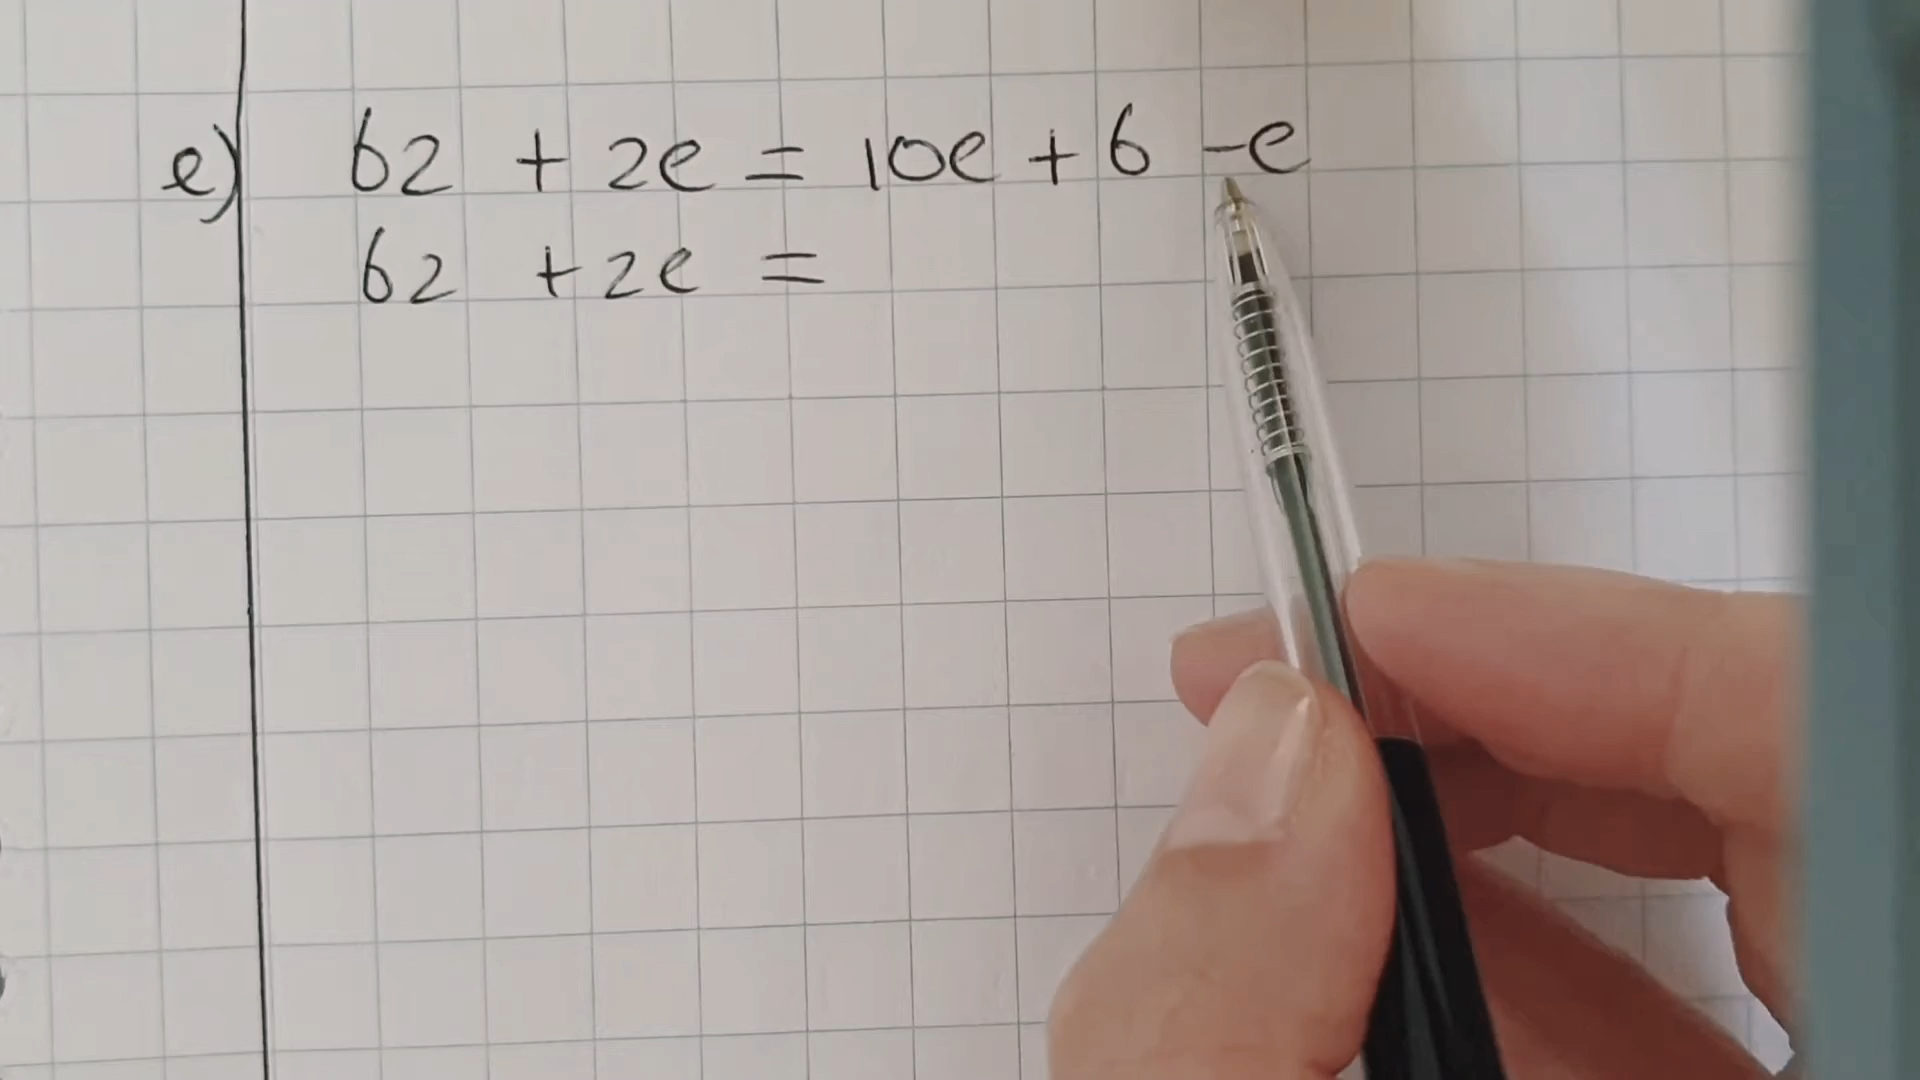 e) 62 + 2e = 10e + 6 -e
62 + 2e =